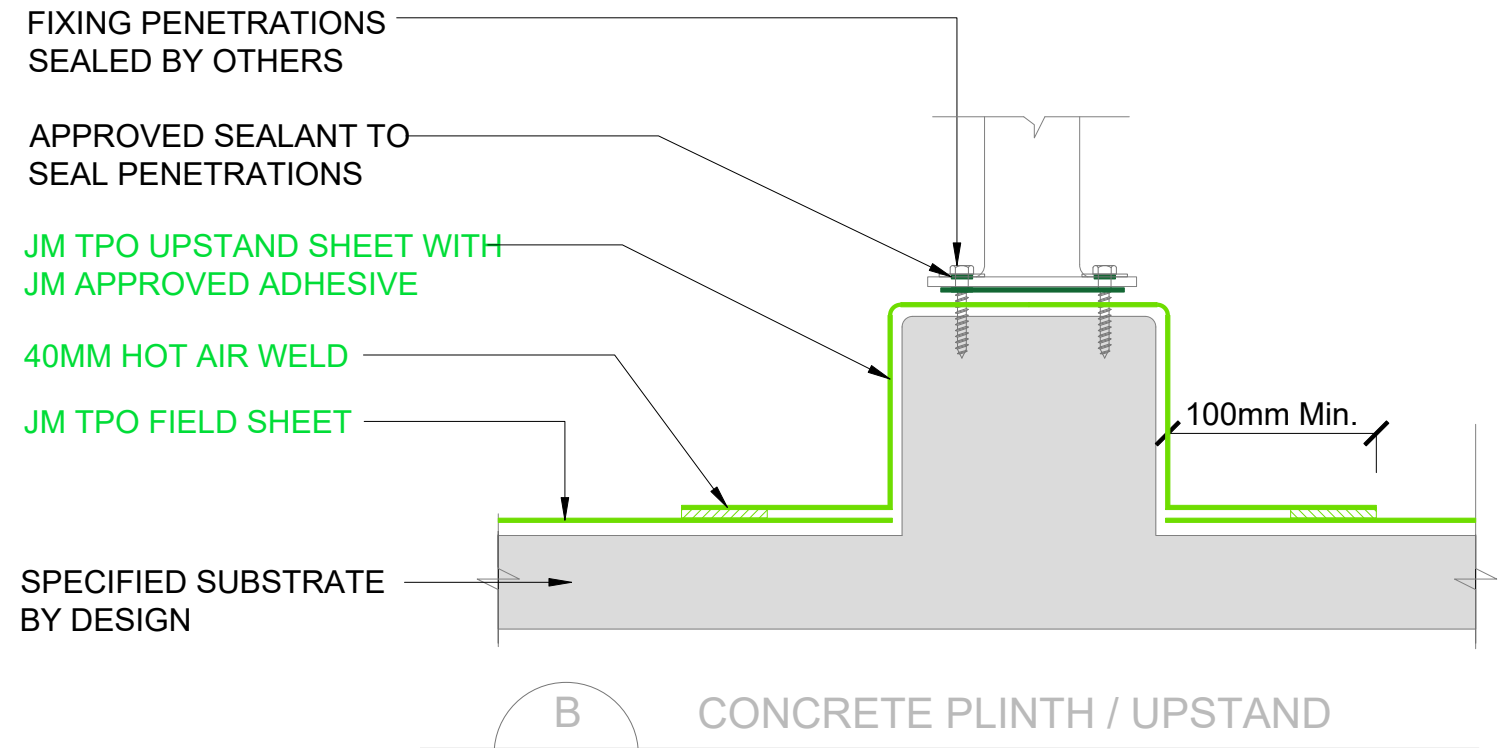 FIXING PENETRATIONS
SEALED BY OTHERS
APPROVED SEALANT TO
SEAL PENETRATIONS
JM TPO UPSTAND SHEET WITH
JM APPROVED ADHESIVE
40MM HOT AIR WELD
JM TPO FIELD SHEET
100mm Min.
SPECIFIED SUBSTRATE
BY DESIGN
B
CONCRETE PLINTH / UPSTAND